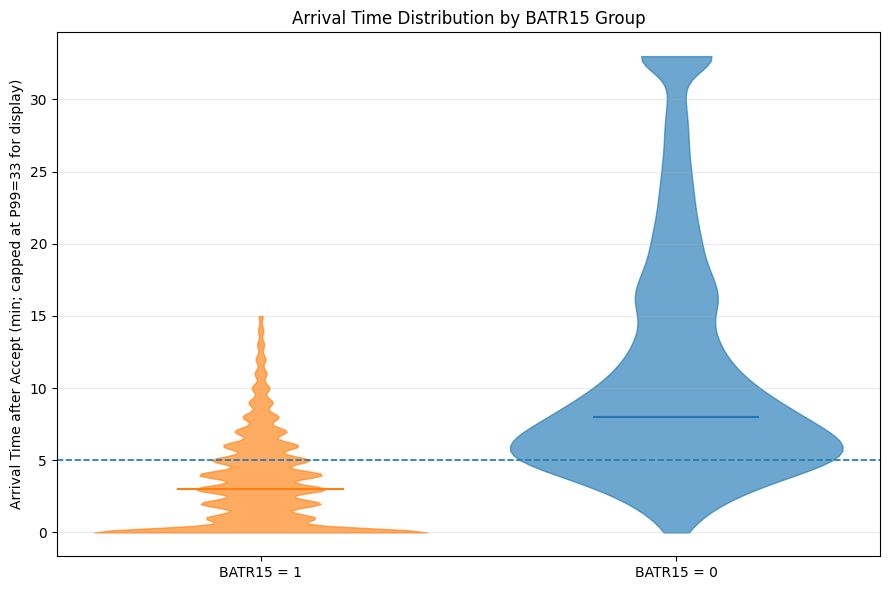 Arrival Time Distribution by BATR15 Group
Arrival Time after Accept (min; capped at P99=33 for display)
30
25
20
15
10
5
0
BATR15 = 1
BATR15 = 0